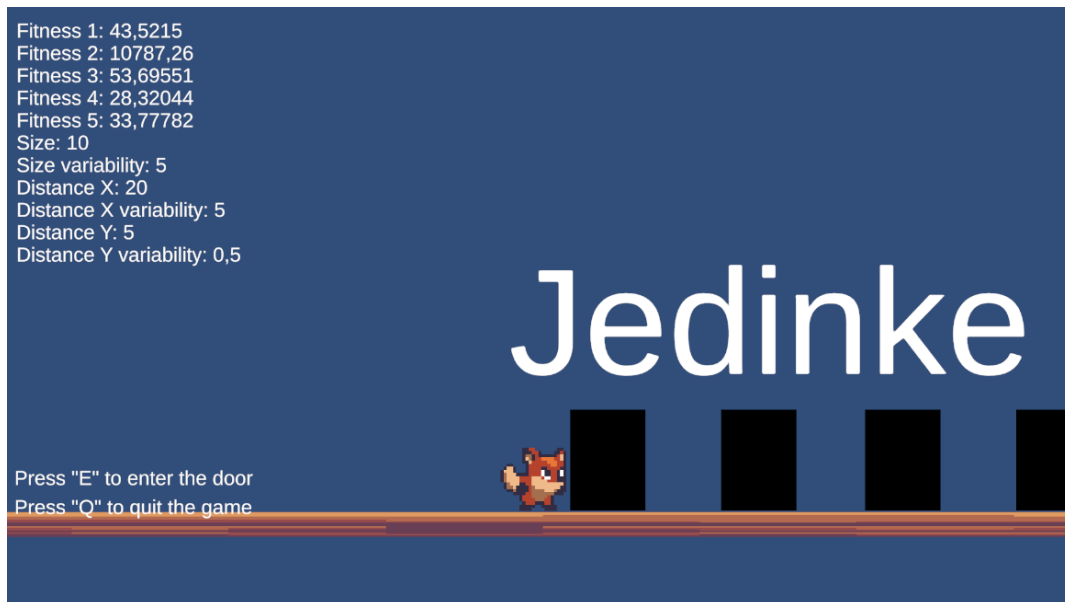 Fitness 1: 43,5215
Fitness 2: 10787,26
Fitness 3: 53,69551
Fitness 4: 28,32044
Fitness 5: 33,77782
Size: 10
Size variability: 5
Distance X: 20
Distance X variability: 5
Distance Y: 5
Distance Y variability: 0,5
Jedinke
Press "E" to enter the door
Press "Q" to quit the game